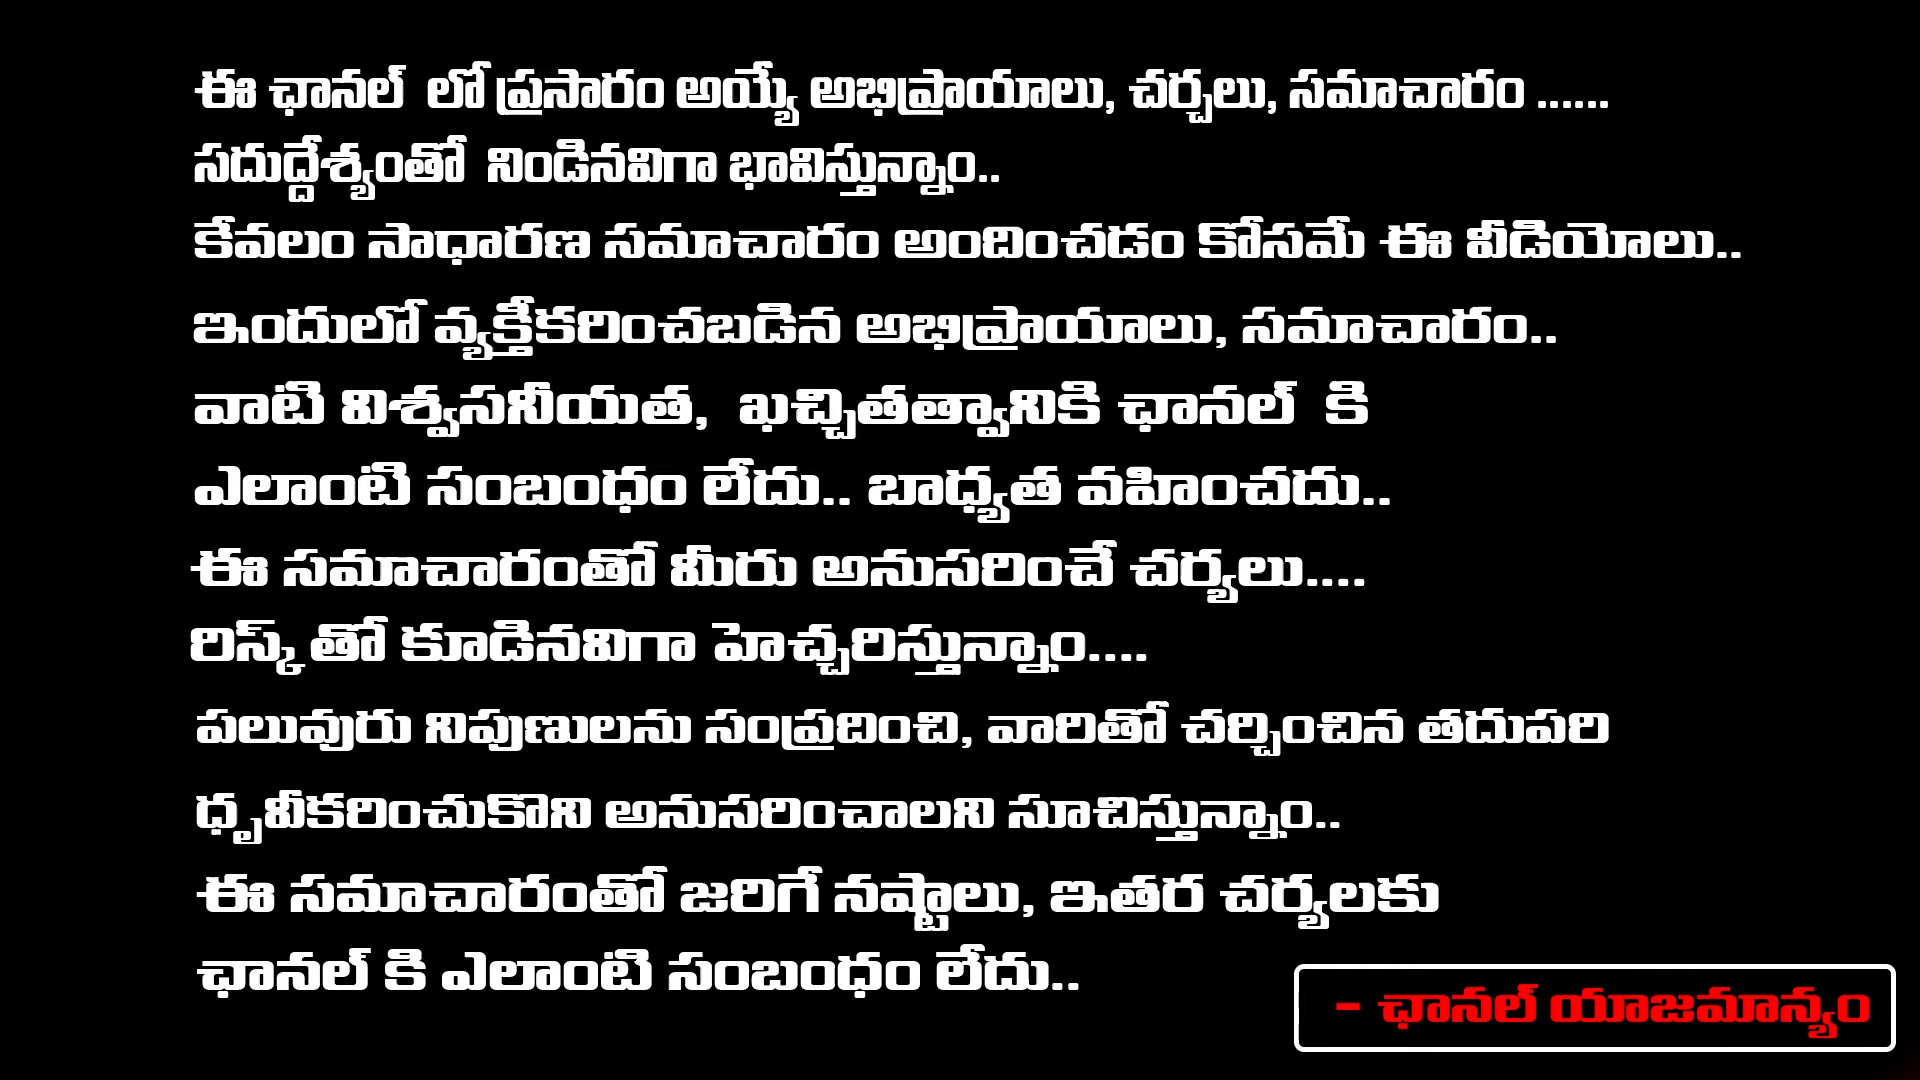 ఈ ఛానల్ లో ప్రసారం అయ్యే అభిప్రాయాలు, చర్చలు, సమాచారం ......
సదుద్దేశ్యంతో నిండినవిగా భావిస్తున్నాం..
కేవలం సాధారణ సమాచారం అందించడం కోసమే ఈ వీడియోలు..
ఇందులో వ్యక్తీకరించబడిన అభిప్రాయాలు, సమాచారం..
వాటి విశ్వసనీయత, ఖచ్చితత్వానికి ఛానల్ కి
ఎలాంటి సంబంధం లేదు.. బాధ్యత వహించదు..
ఈ సమాచారంతో మీరు అనుసరించే చర్యలు....
రిస్క్ తో కూడినవిగా హెచ్చరిస్తున్నాం....
పలువురు నిపుణులను సంప్రదించి, వారితో చర్చించిన తదుపరి
ధృవీకరించుకొని అనుసరించాలని సూచిస్తున్నాం..
ఈ సమాచారంతో జరిగే నష్టాలు, ఇతర చర్యలకు
ఛానల్ కి ఎలాంటి సంబంధం లేదు..
- ఛానల్ యాజమాన్యం